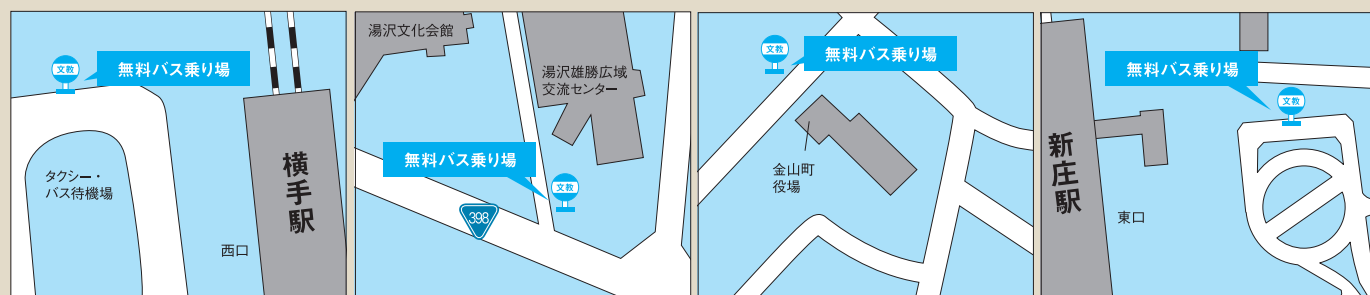 文教
無料バス乗り場
タクシー・
バス待機場
横手駅
西口
湯沢文化会館
湯沢雄勝広域
交流センター
無料バス乗り場
文教
398
文教
無料バス乗り場
金山町
役場
無料バス乗り場
文教
新庄駅
東口